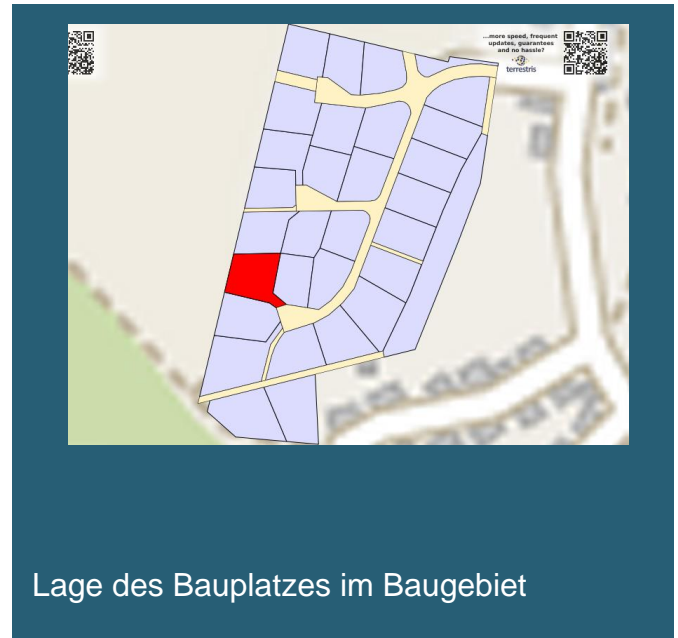 ...more speed, frequent
updates, guarantees
and no hassle?
terrestris
Lage des Bauplatzes im Baugebiet